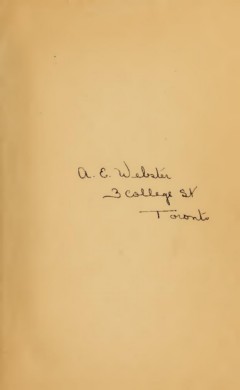 A. E. Webster
3 College St
Toronto